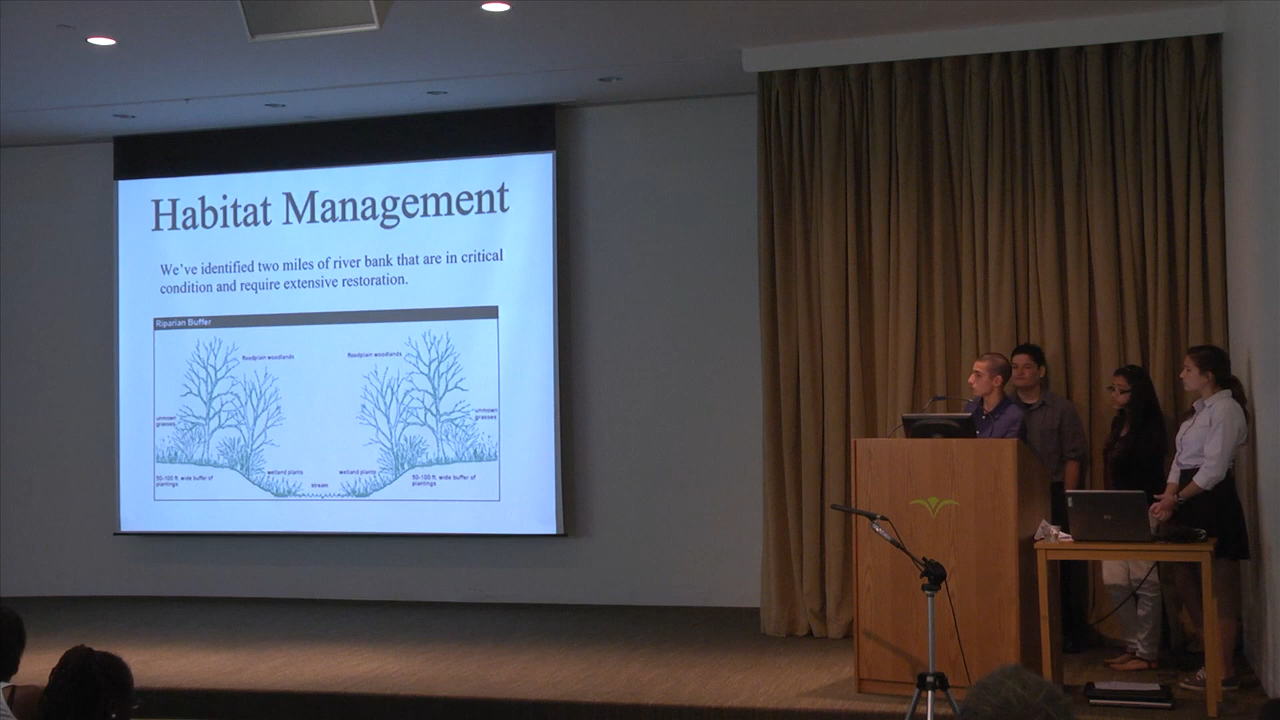 Habitat Management
We've identified two miles of river bank that are in critical
condition and require extensive restoration.
Riparian Buffer
floodplain woodlands
floodplain woodlands
unmown
grasses
unmown
grasses
wetland plants
wetland plants
stream
50-100 ft. wide buffer of
plantings
50-100 ft. wide buffer of
plantings